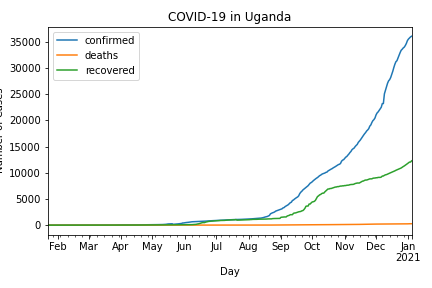 COVID-19 in Uganda
confirmed
deaths
recovered
35000
30000
25000
20000
15000
10000
5000
0
Feb Mar Apr May Jun Jul Aug Sep Oct Nov Dec Jan
2021
Day